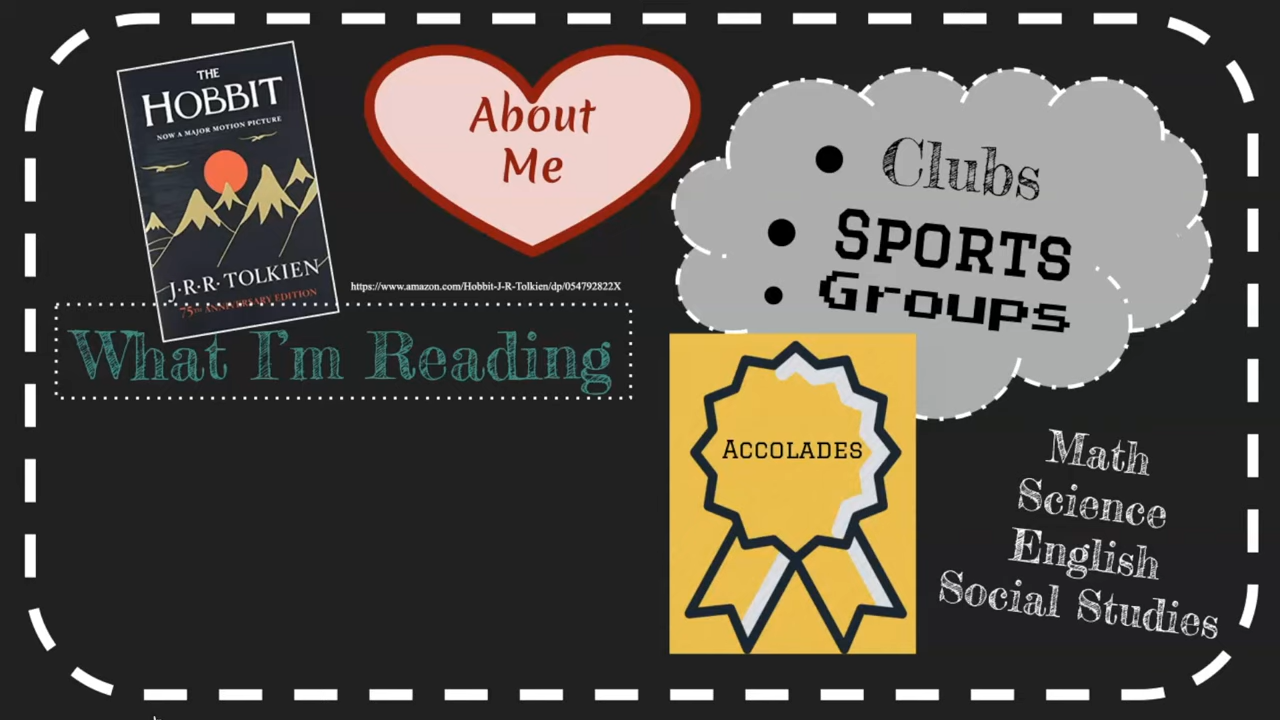 THE
HOBBIT
NOW A MAJOR MOTION PICTURE
J.R.R. TOLKIEN
75TH ANNIVERSARY EDITION
About
Me
https://www.amazon.com/Hobbit-J-R-Tolkien/dp/054792822X
What I'm Reading
• Clubs
• SPORTS
• Groups
ACCOLADES
Math
Science
English
Social Studies